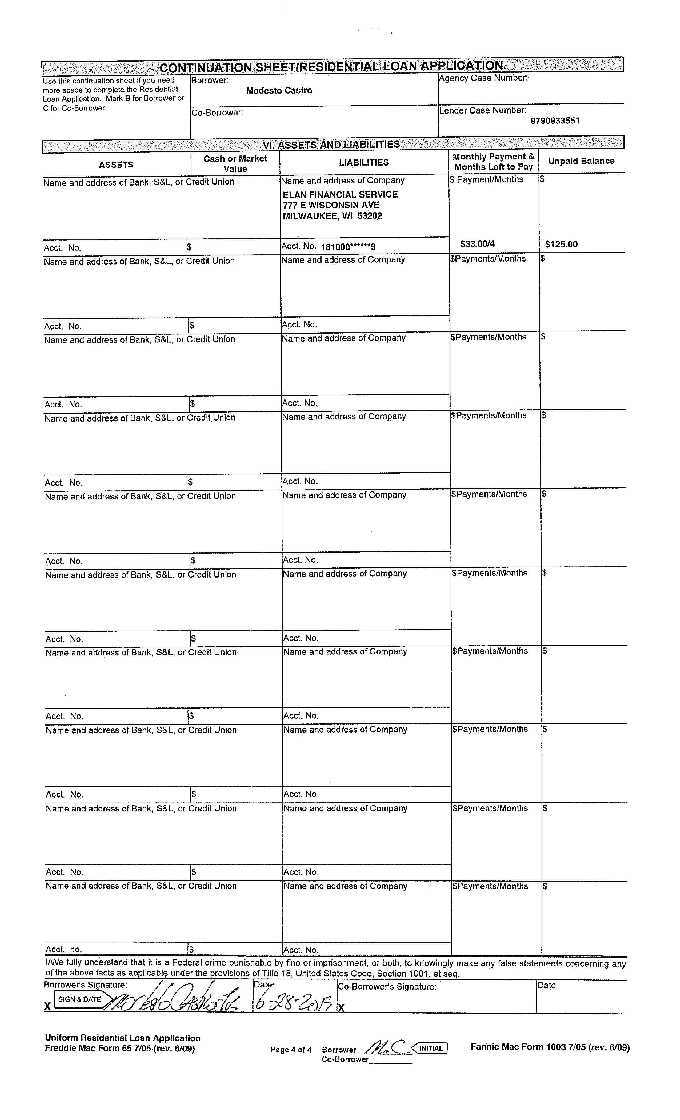 CONTINUATION SHEET/RESIDENTIAL LOAN APPLICATION
Use this continuation sheet if you need
more space to complete the Residential
Loan Application. Mark B for Borrower or
C for Co-Borrower.
Borrower:
Modesto Castro
Agency Case Number:
Co-Borrower:
Lender Case Number:
9790933551
VI. ASSETS AND LIABILITIES
ASSETS
Cash or Market
Value
LIABILITIES
Monthly Payment &
Months Left to Pay
Unpaid Balance
Name and address of Bank, S&L, or Credit Union
Name and address of Company
$ Payment/Months
$
ELAN FINANCIAL SERVICE
777 E WISCONSIN AVE
MILWAUKEE, WI. 53202
Acct. No.
$
Acct. No. 181000******9
$33.00/4
$125.00
Name and address of Bank, S&L, or Credit Union
Name and address of Company
$Payments/Months
$
Acct. No.
$
Acct. No.
Name and address of Bank, S&L, or Credit Union
Name and address of Company
$Payments/Months
$
Acct. No.
$
Acct. No.
Name and address of Bank, S&L, or Credit Union
Name and address of Company
$Payments/Months
$
Acct. No.
$
Acct. No.
Name and address of Bank, S&L, or Credit Union
Name and address of Company
$Payments/Months
$
Acct. No.
$
Acct. No.
Name and address of Bank, S&L, or Credit Union
Name and address of Company
$Payments/Months
$
Acct. No.
$
Acct. No.
Name and address of Bank, S&L, or Credit Union
Name and address of Company
$Payments/Months
$
Acct. No.
$
Acct. No.
Name and address of Bank, S&L, or Credit Union
Name and address of Company
$Payments/Months
$
Acct. No.
$
Acct. No.
Name and address of Bank, S&L, or Credit Union
Name and address of Company
$Payments/Months
$
Acct. No.
$
Acct. No.
Name and address of Bank, S&L, or Credit Union
Name and address of Company
$Payments/Months
$
Acct. no.
$
Acct. No.
I/We fully understand that it is a Federal crime punishable by fine or imprisonment, or both, to knowingly make any false statements concerning any
of the above facts as applicable under the provisions of Title 18, United States Code, Section 1001, et seq.
Borrower's Signature:
Date
Co-Borrower's Signature:
Date
X SIGN & DATE
6-28-2019
X
Uniform Residential Loan Application
Freddie Mac Form 65 7/05 (rev. 6/09)
Page 4 of 4
Borrower M.C. INITIAL
Co-Borrower
Fannie Mae Form 1003 7/05 (rev. 6/09)